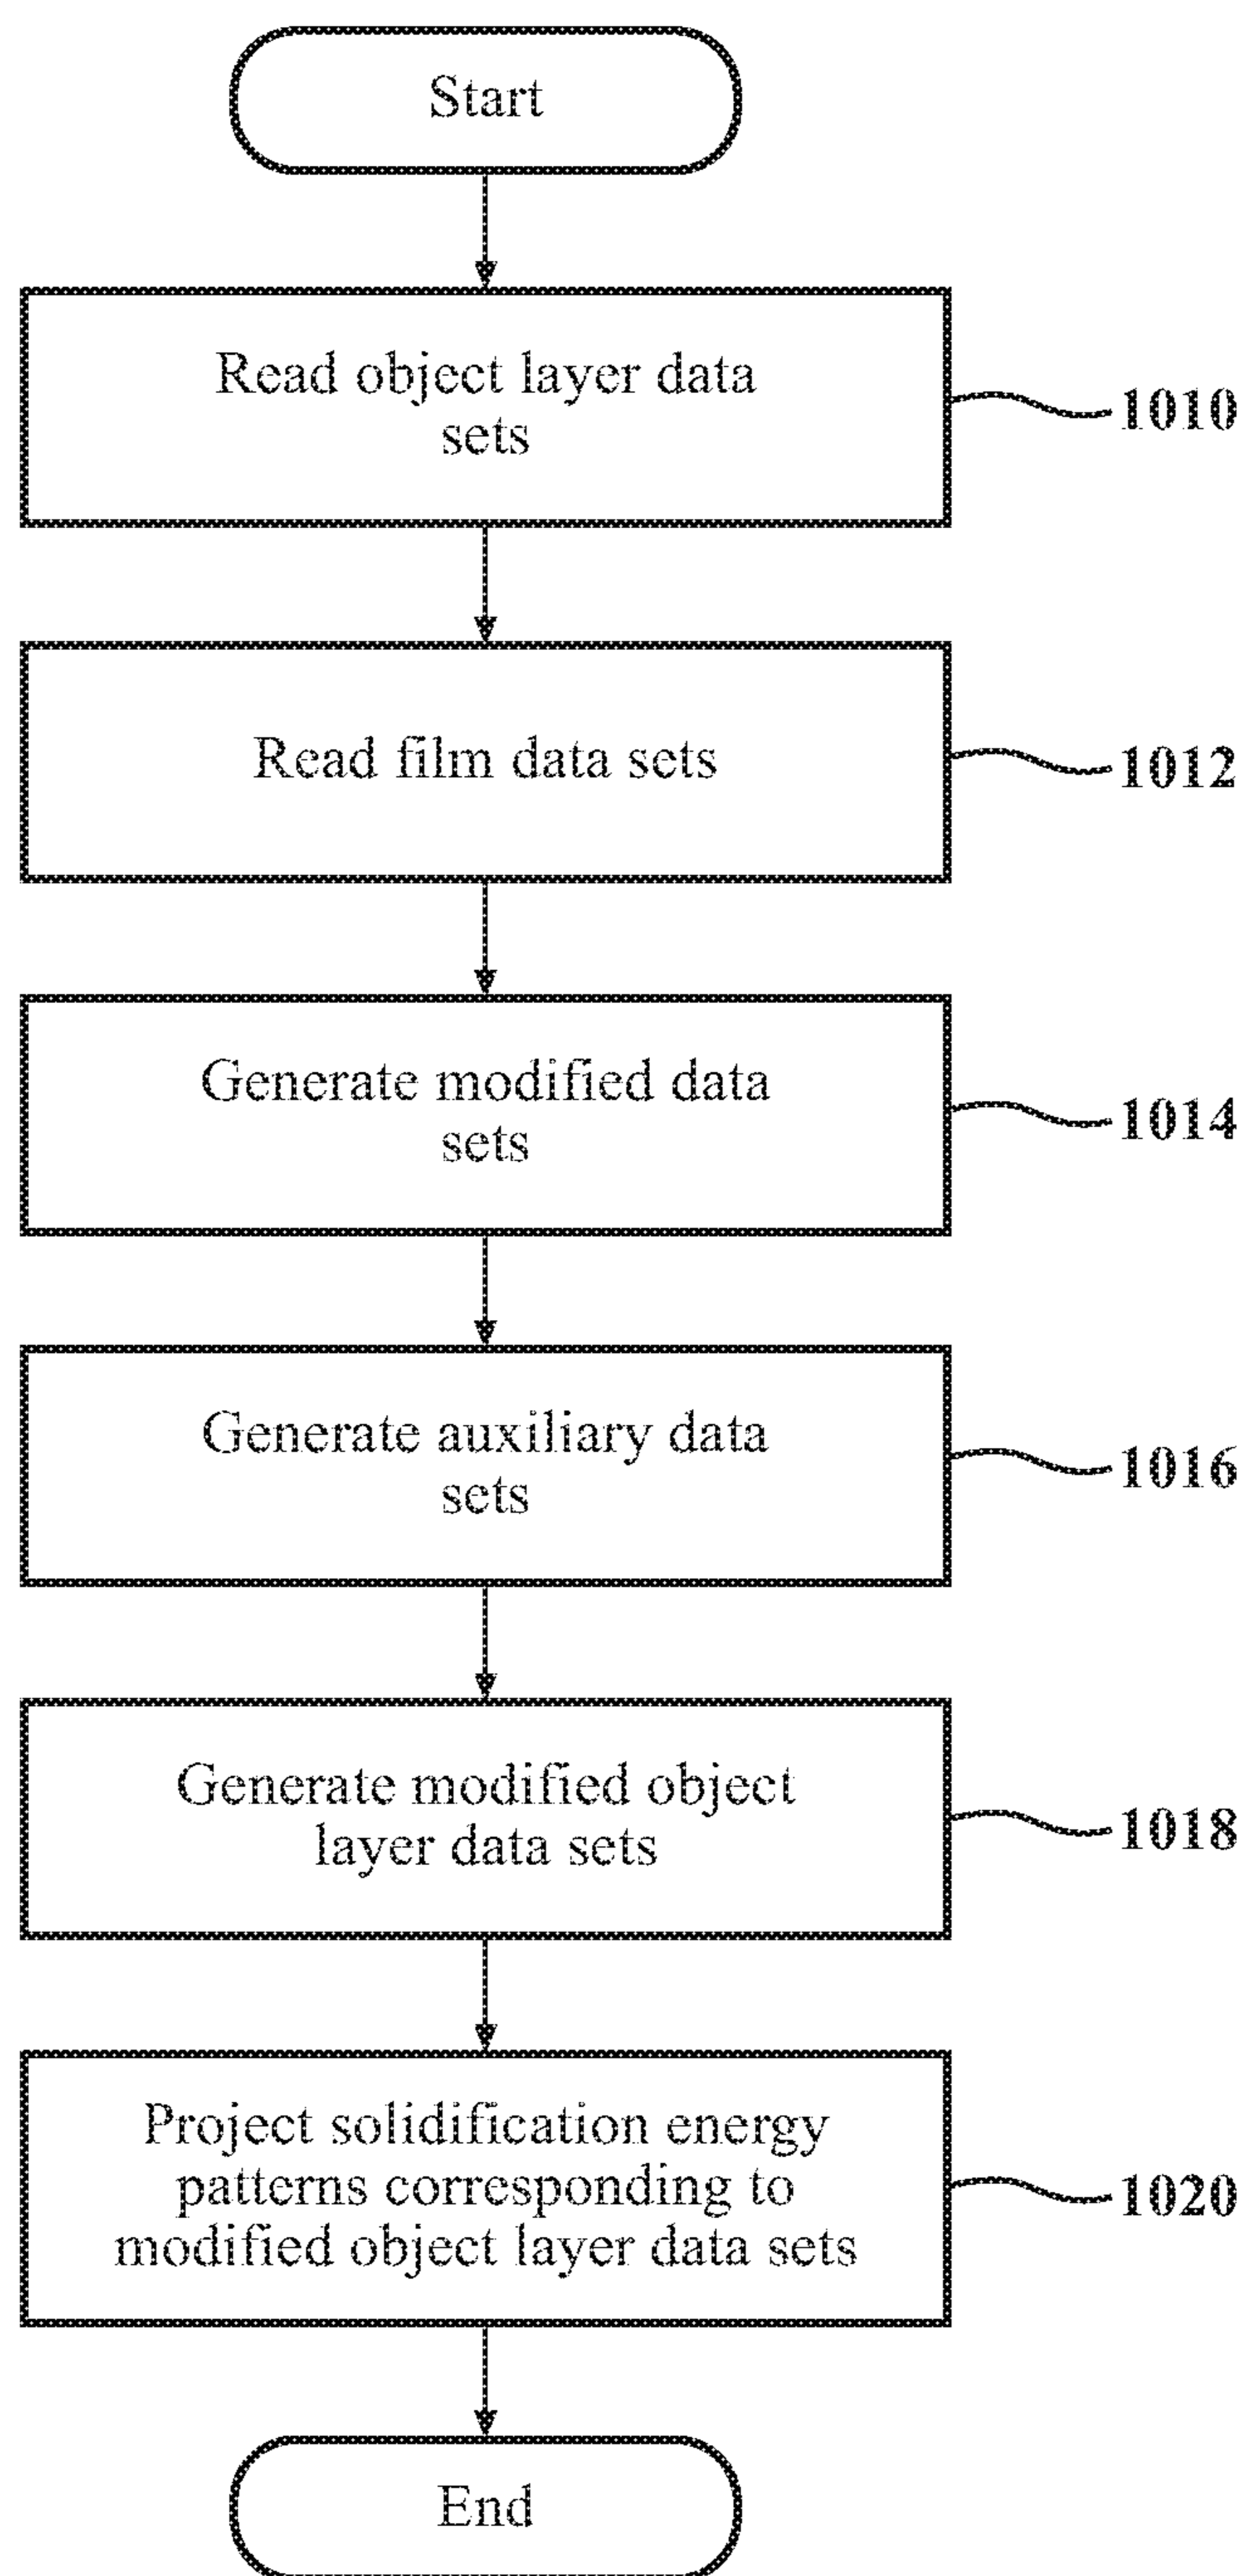 Start
Read object layer data
sets
1010
Read film data sets
1012
Generate modified data
sets
1014
Generate auxiliary data
sets
1016
Generate modified object
layer data sets
1018
Project solidification energy
patterns corresponding to
modified object layer data sets
1020
End